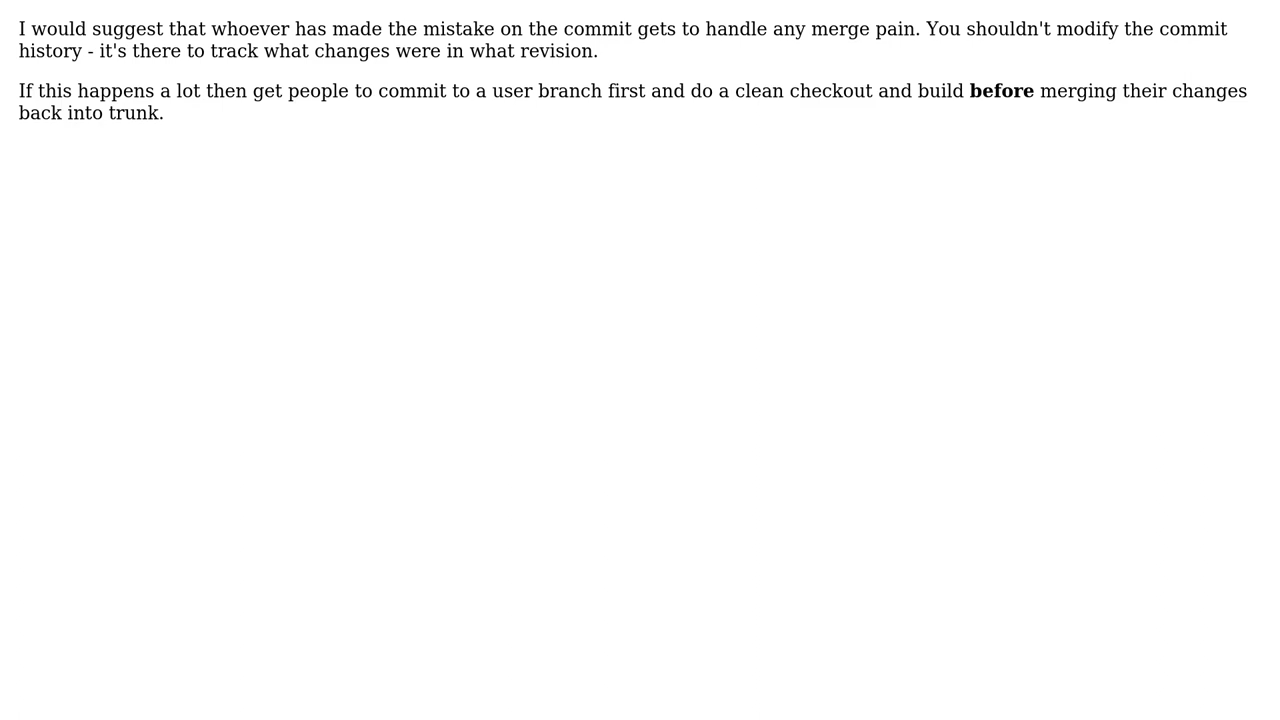 I would suggest that whoever has made the mistake on the commit gets to handle any merge pain. You shouldn't modify the commit
history - it's there to track what changes were in what revision.
If this happens a lot then get people to commit to a user branch first and do a clean checkout and build before merging their changes
back into trunk.